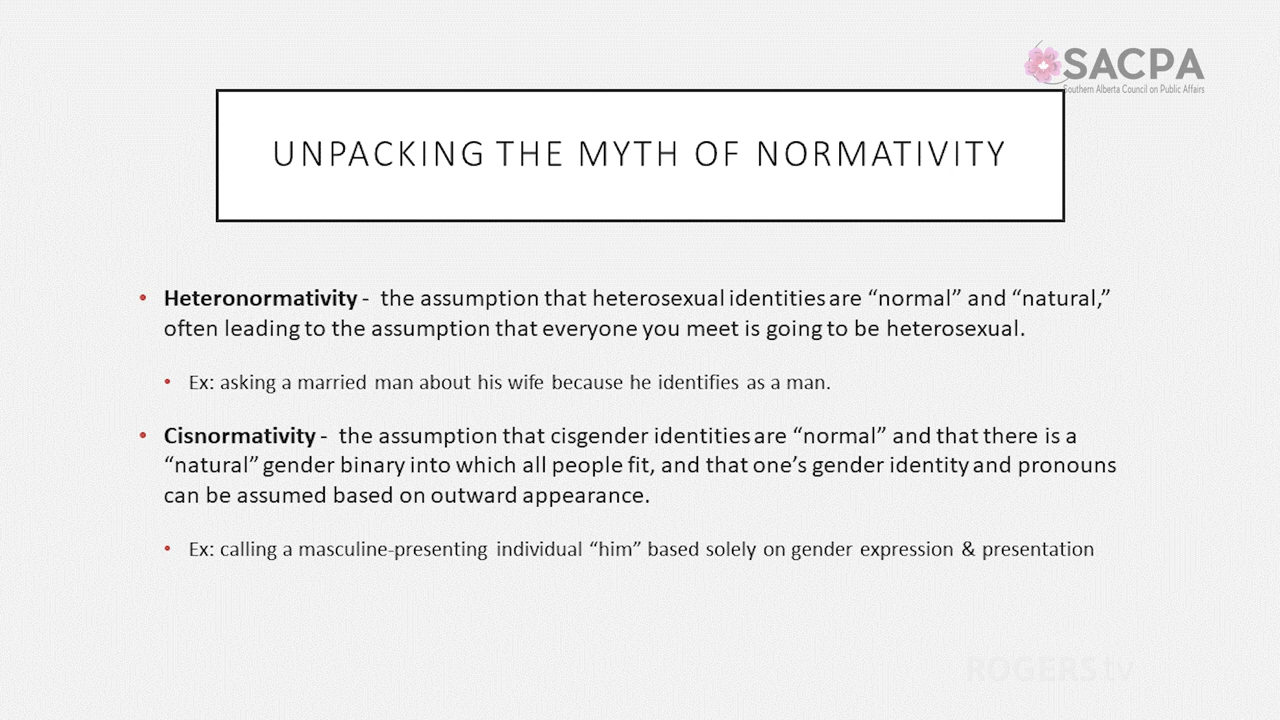 SACPA
Southern Alberta Council on Public Affairs
UNPACKING THE MYTH OF NORMATIVITY
• Heteronormativity - the assumption that heterosexual identities are “normal” and “natural,”
often leading to the assumption that everyone you meet is going to be heterosexual.
• Ex: asking a married man about his wife because he identifies as a man.
• Cisnormativity - the assumption that cisgender identities are “normal” and that there is a
“natural” gender binary into which all people fit, and that one’s gender identity and pronouns
can be assumed based on outward appearance.
• Ex: calling a masculine-presenting individual “him” based solely on gender expression & presentation
ROGERS tv